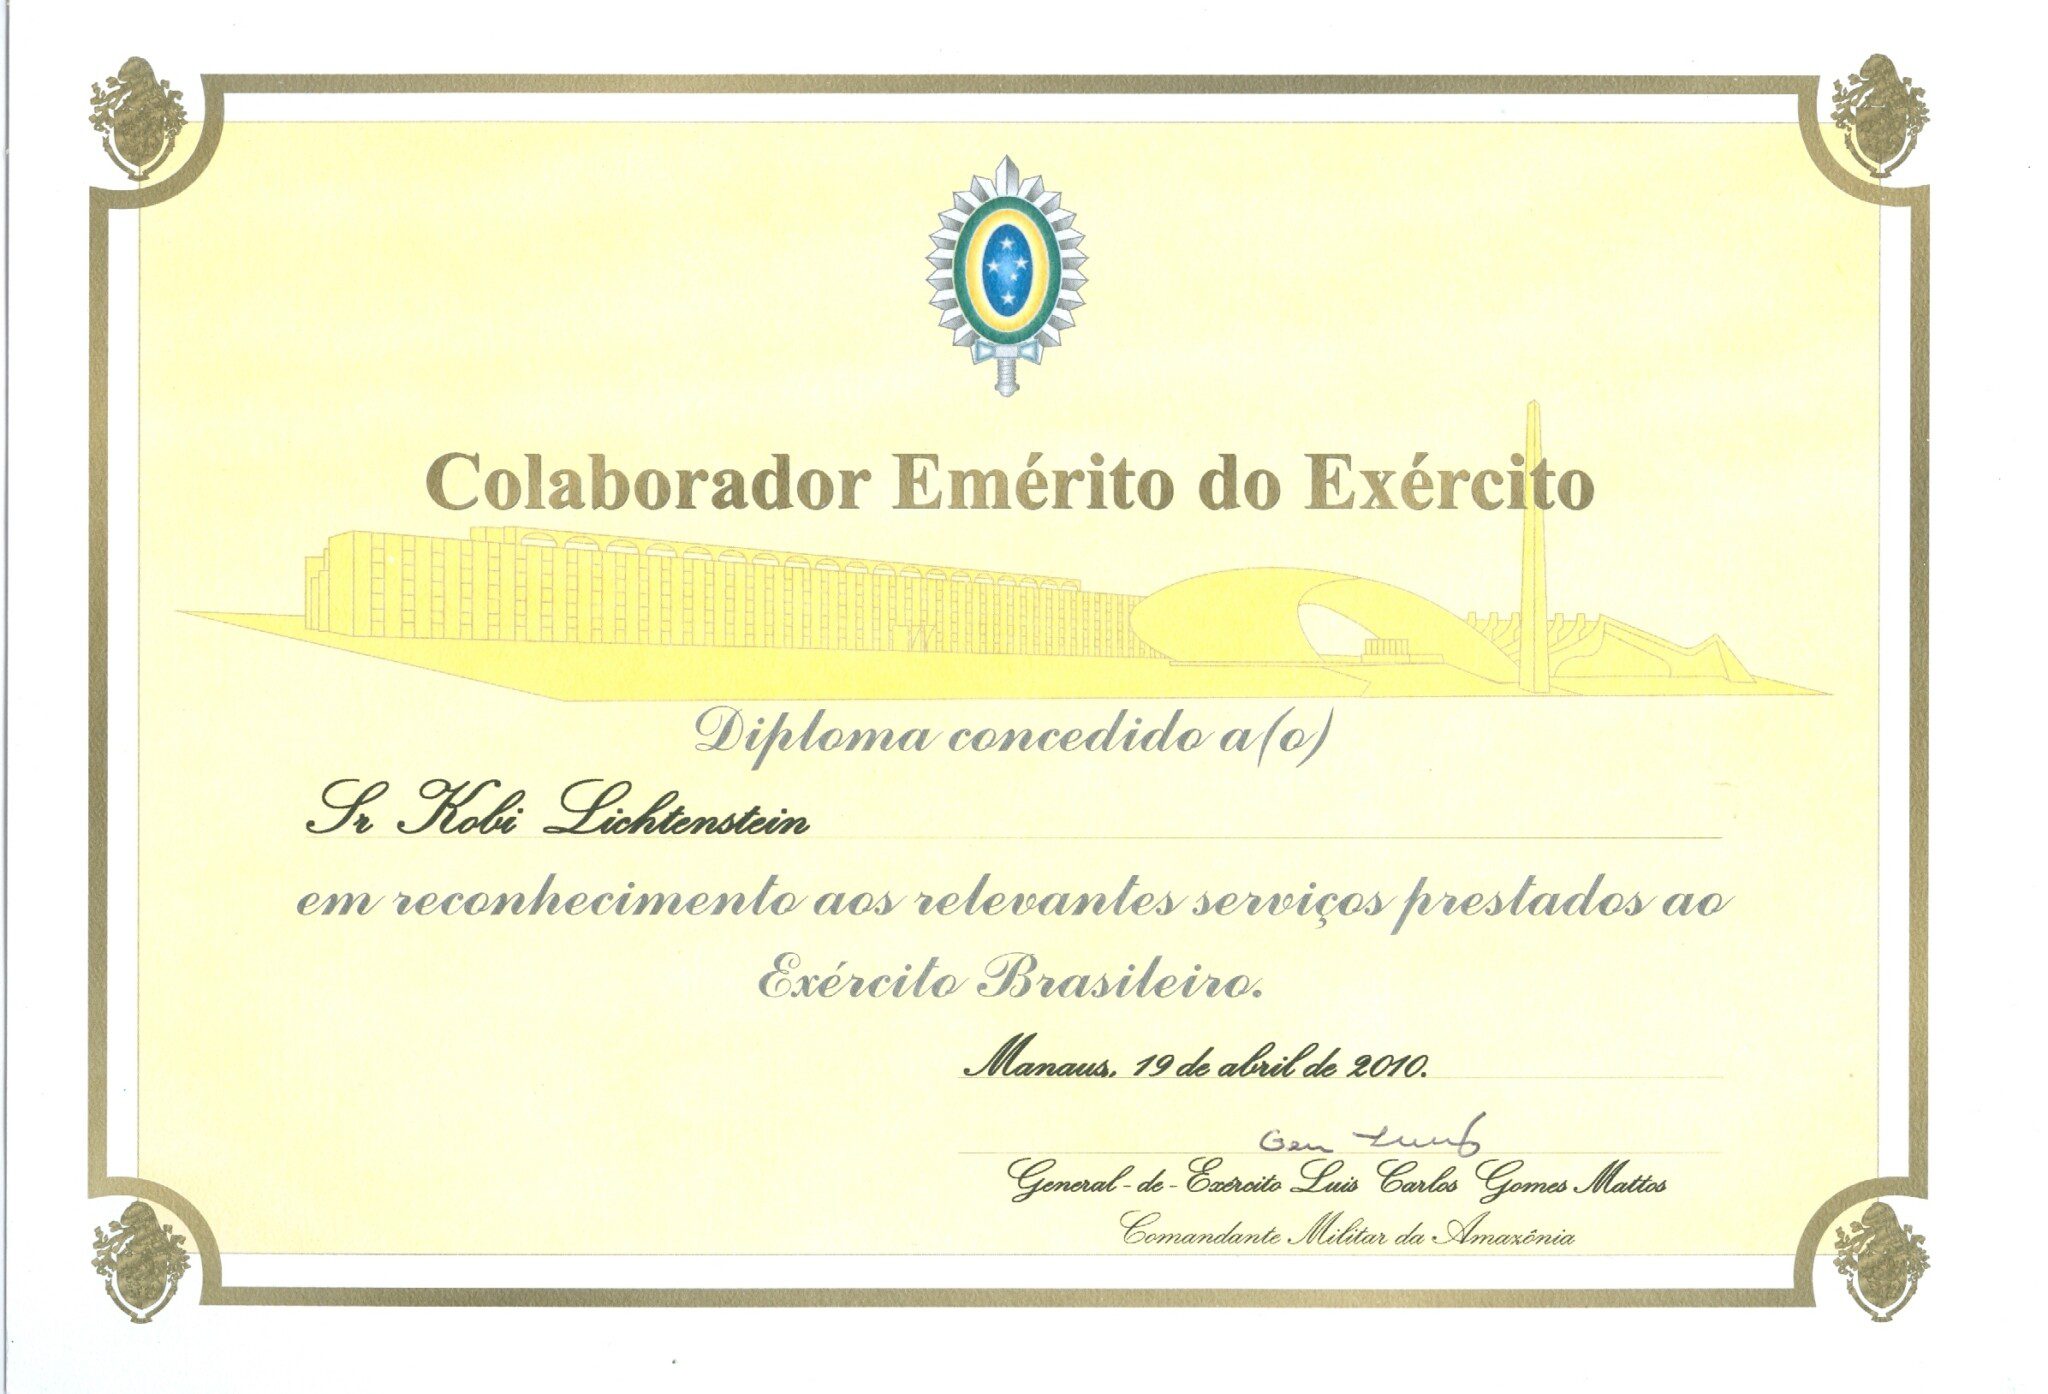 Colaborador Emérito do Exército
Diploma concedido a(o)
Sr Kobi Lichtenstein
em reconhecimento aos relevantes serviços prestados ao
Exército Brasileiro.
Manaus, 19 de abril de 2010.
Gen
General-de-Exército Luis Carlos Gomes Mattos
Comandante Militar da Amazônia